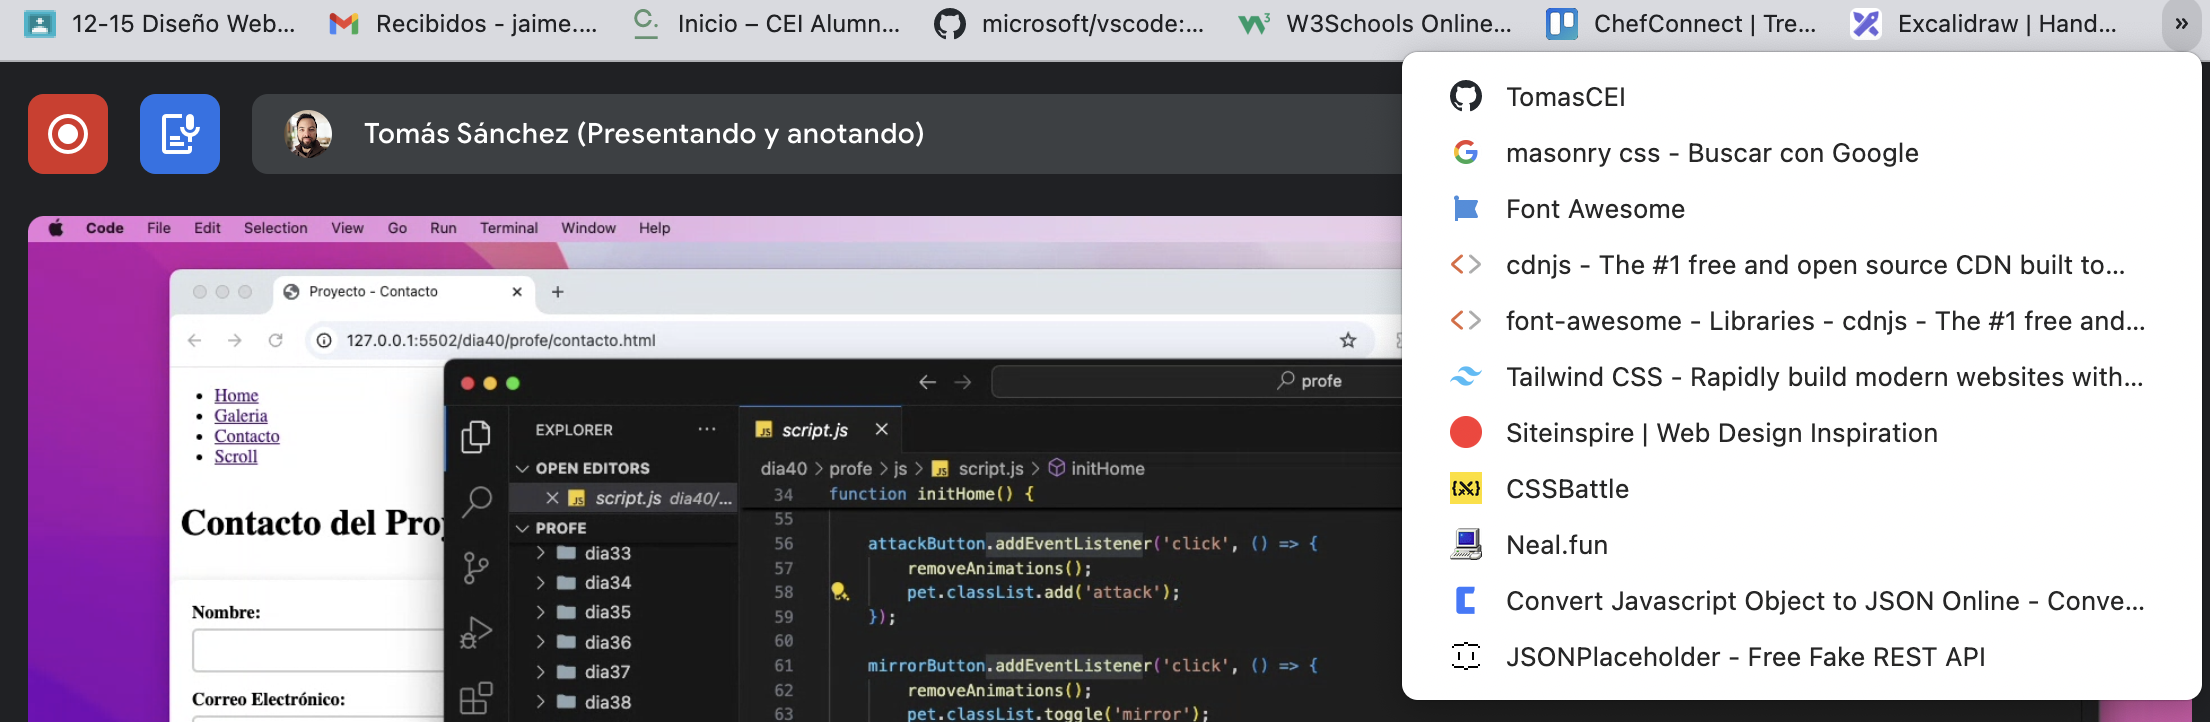 12-15 Diseño Web...
Recibidos - jaime....
Inicio – CEI Alumn...
microsoft/vscode:...
W3Schools Online...
ChefConnect | Tre...
Excalidraw | Hand...
»
TomasCEI
masonry css - Buscar con Google
Font Awesome
cdnjs - The #1 free and open source CDN built to...
font-awesome - Libraries - cdnjs - The #1 free and...
Tailwind CSS - Rapidly build modern websites with...
Siteinspire | Web Design Inspiration
CSSBattle
Neal.fun
Convert Javascript Object to JSON Online - Conve...
JSONPlaceholder - Free Fake REST API
Tomás Sánchez (Presentando y anotando)
Code File Edit Selection View Go Run Terminal Window Help
Proyecto - Contacto
127.0.0.1:5502/dia40/profe/contacto.html
Home
Galeria
Contacto
Scroll
Contacto del Proy
Nombre:
Correo Electrónico:
profe
EXPLORER
OPEN EDITORS
script.js dia40/...
PROFE
dia33
dia34
dia35
dia36
dia37
dia38
script.js
dia40 > profe > js > script.js > initHome
34 function initHome() {
55
56 attackButton.addEventListener('click', () => {
57 removeAnimations();
58 pet.classList.add('attack');
59 });
60
61 mirrorButton.addEventListener('click', () => {
62 removeAnimations();
63 pet.classList.toggle('mirror');